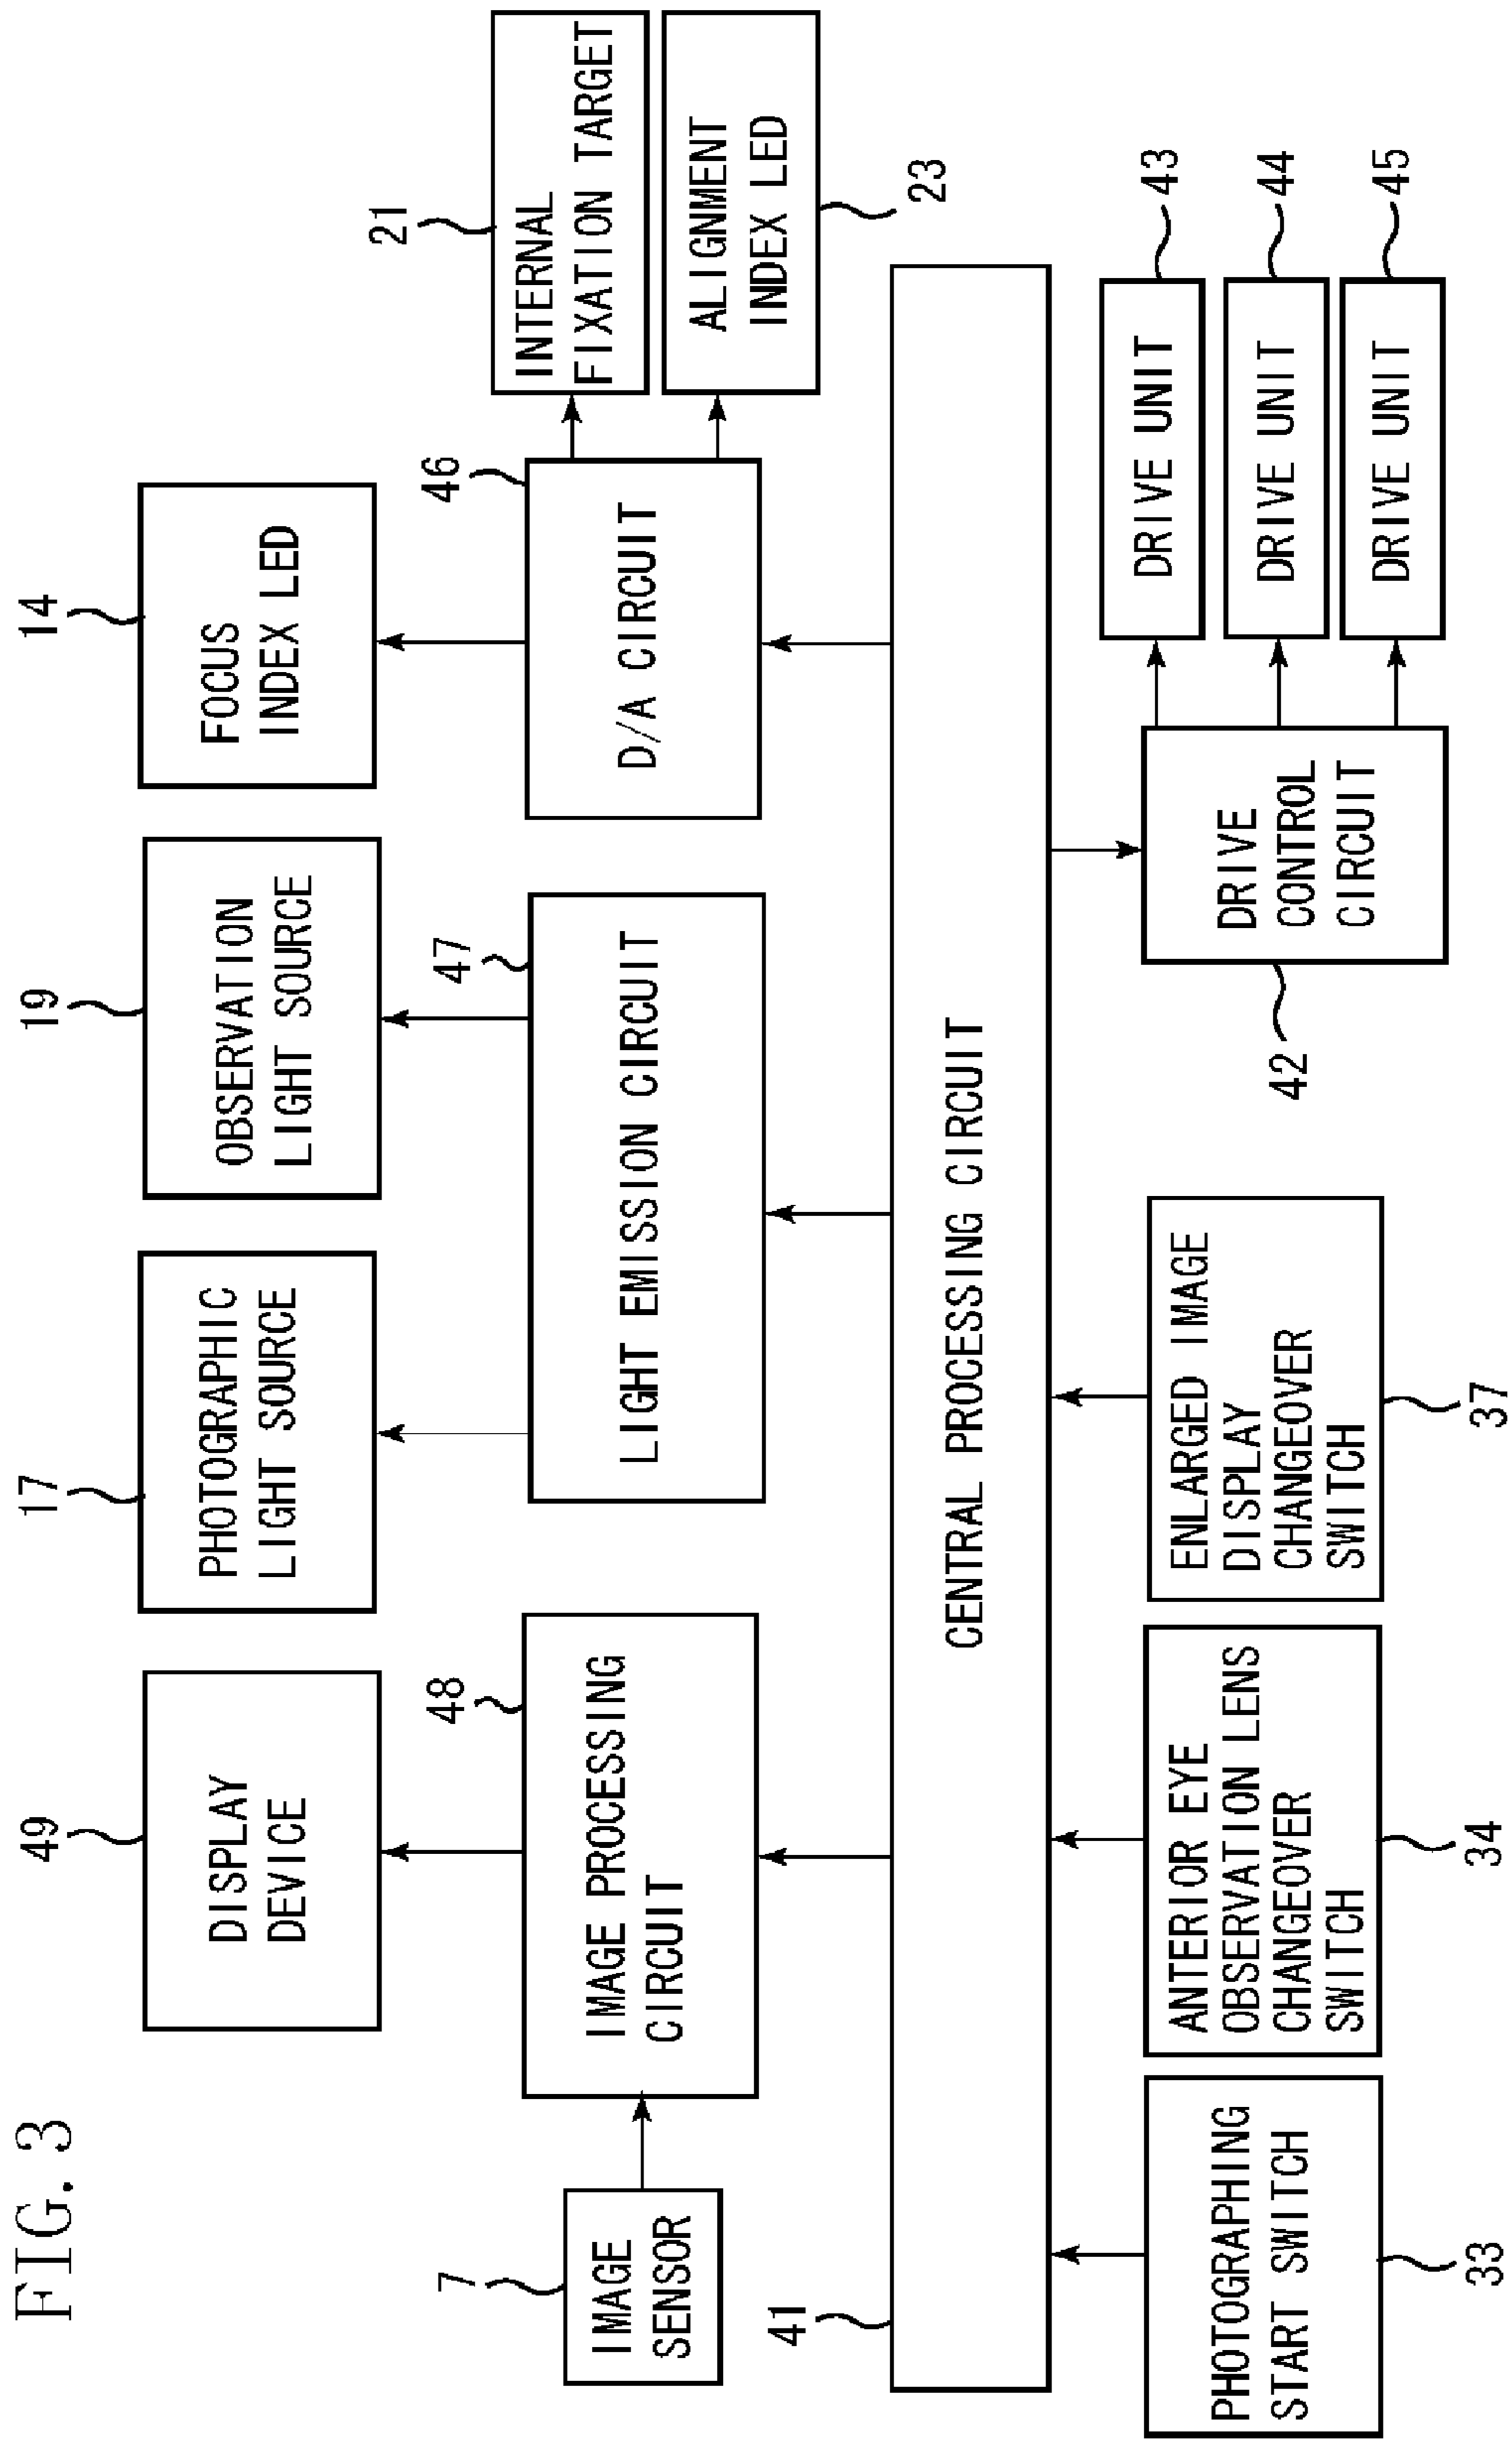 FIG. 3
49
17
19
14
DISPLAY
DEVICE
PHOTOGRAPHIC
LIGHT SOURCE
OBSERVATION
LIGHT SOURCE
FOCUS
INDEX LED
21
INTERNAL
FIXATION TARGET
7
IMAGE
SENSOR
48
IMAGE PROCESSING
CIRCUIT
47
LIGHT EMISSION CIRCUIT
46
D/A CIRCUIT
ALIGNMENT
INDEX LED
23
41
CENTRAL PROCESSING CIRCUIT
PHOTOGRAPHING
START SWITCH
33
ANTERIOR EYE
OBSERVATION LENS
CHANGEOVER
SWITCH
34
ENLARGED IMAGE
DISPLAY
CHANGEOVER
SWITCH
37
DRIVE
CONTROL
CIRCUIT
42
DRIVE UNIT
43
DRIVE UNIT
44
DRIVE UNIT
45